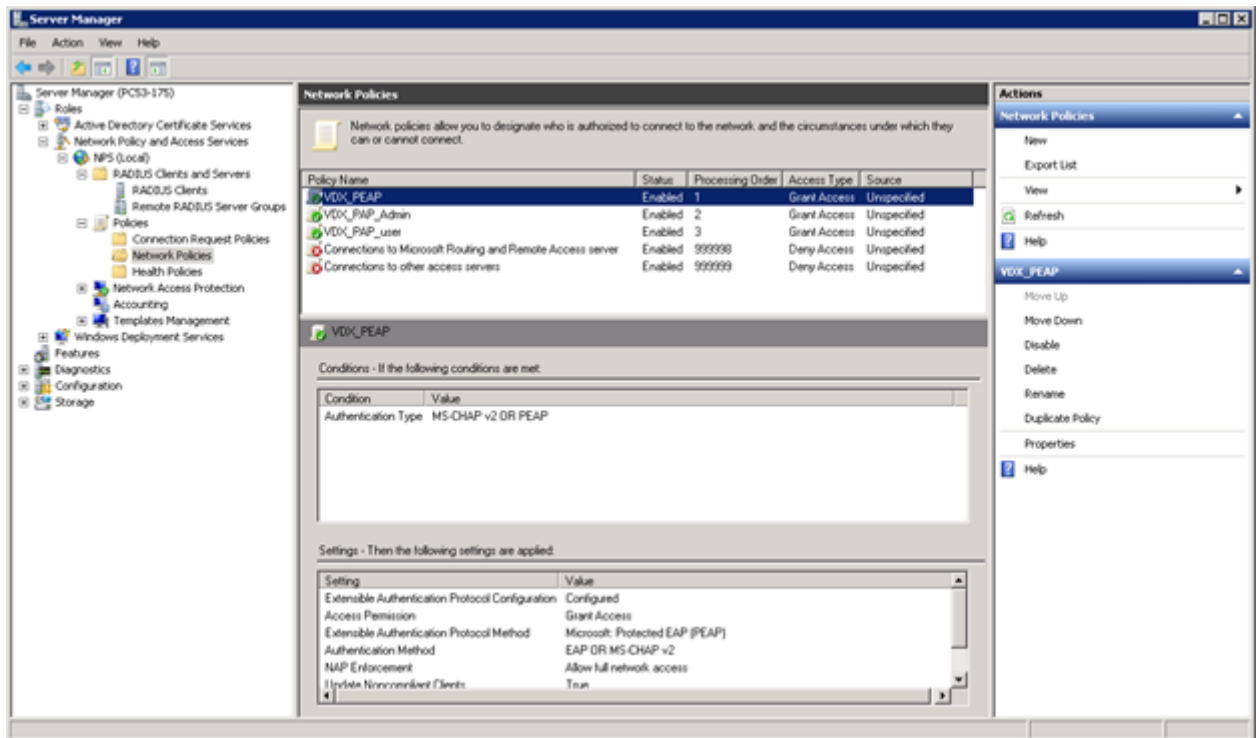 Server Manager
File Action View Help
Server Manager (PC53-175)
Roles
Active Directory Certificate Services
Network Policy and Access Services
NPS (Local)
RADIUS Clients and Servers
RADIUS Clients
Remote RADIUS Server Groups
Policies
Connection Request Policies
Network Policies
Health Policies
Network Access Protection
Accounting
Templates Management
Windows Deployment Services
Features
Diagnostics
Configuration
Storage
Network Policies
Network policies allow you to designate who is authorized to connect to the network and the circumstances under which they
can or cannot connect.
Policy Name Status Processing Order Access Type Source
VDX_PEAP Enabled 1 Grant Access Unspecified
VDX_PAP_Admin Enabled 2 Grant Access Unspecified
VDX_PAP_user Enabled 3 Grant Access Unspecified
Connections to Microsoft Routing and Remote Access server Enabled 999998 Deny Access Unspecified
Connections to other access servers Enabled 999999 Deny Access Unspecified
VDX_PEAP
Conditions - If the following conditions are met:
Condition Value
Authentication Type MS-CHAP v2 OR PEAP
Settings - Then the following settings are applied:
Setting Value
Extensible Authentication Protocol Configuration Configured
Access Permission Grant Access
Extensible Authentication Protocol Method Microsoft: Protected EAP (PEAP)
Authentication Method EAP OR MS-CHAP v2
NAP Enforcement Allow full network access
Update Noncompliant Clients True
Actions
Network Policies
New
Export List
View
Refresh
Help
VDX_PEAP
Move Up
Move Down
Disable
Delete
Rename
Duplicate Policy
Properties
Help